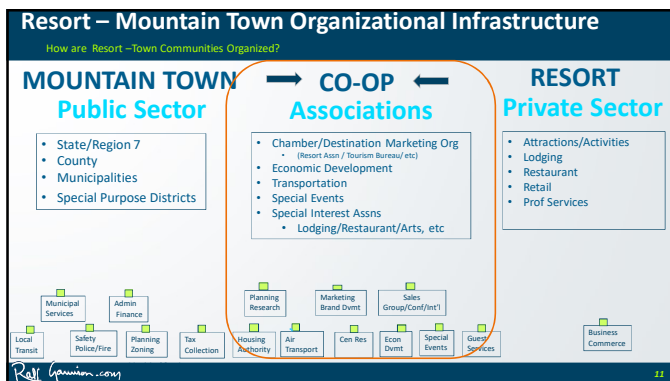 Resort – Mountain Town Organizational Infrastructure
How are Resort –Town Communities Organized?
MOUNTAIN TOWN
Public Sector
• State/Region 7
• County
• Municipalities
• Special Purpose Districts
CO-OP
Associations
• Chamber/Destination Marketing Org
• (Resort Assn / Tourism Bureau/ etc)
• Economic Development
• Transportation
• Special Events
• Special Interest Assns
• Lodging/Restaurant/Arts, etc
RESORT
Private Sector
• Attractions/Activities
• Lodging
• Restaurant
• Retail
• Prof Services
Municipal
Services
Admin
Finance
Planning
Research
Marketing
Brand Dvmt
Sales
Group/Conf/Int'l
Local
Transit
Safety
Police/Fire
Planning
Zoning
Tax
Collection
Housing
Authority
Air
Transport
Cen Res
Econ
Dvmt
Special
Events
Guest
Services
Business
Commerce
.com
11